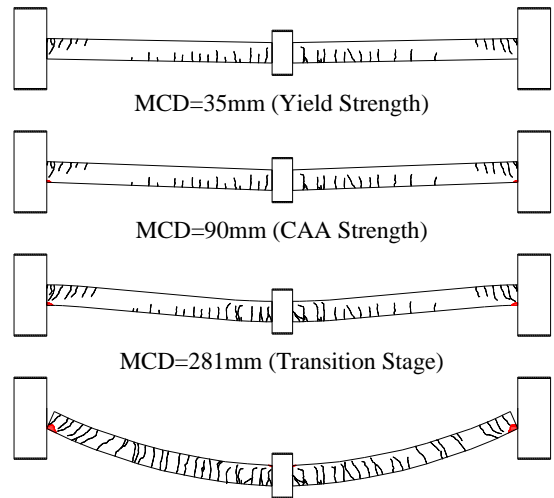 MCD=35mm (Yield Strength)
MCD=90mm (CAA Strength)
MCD=281mm (Transition Stage)